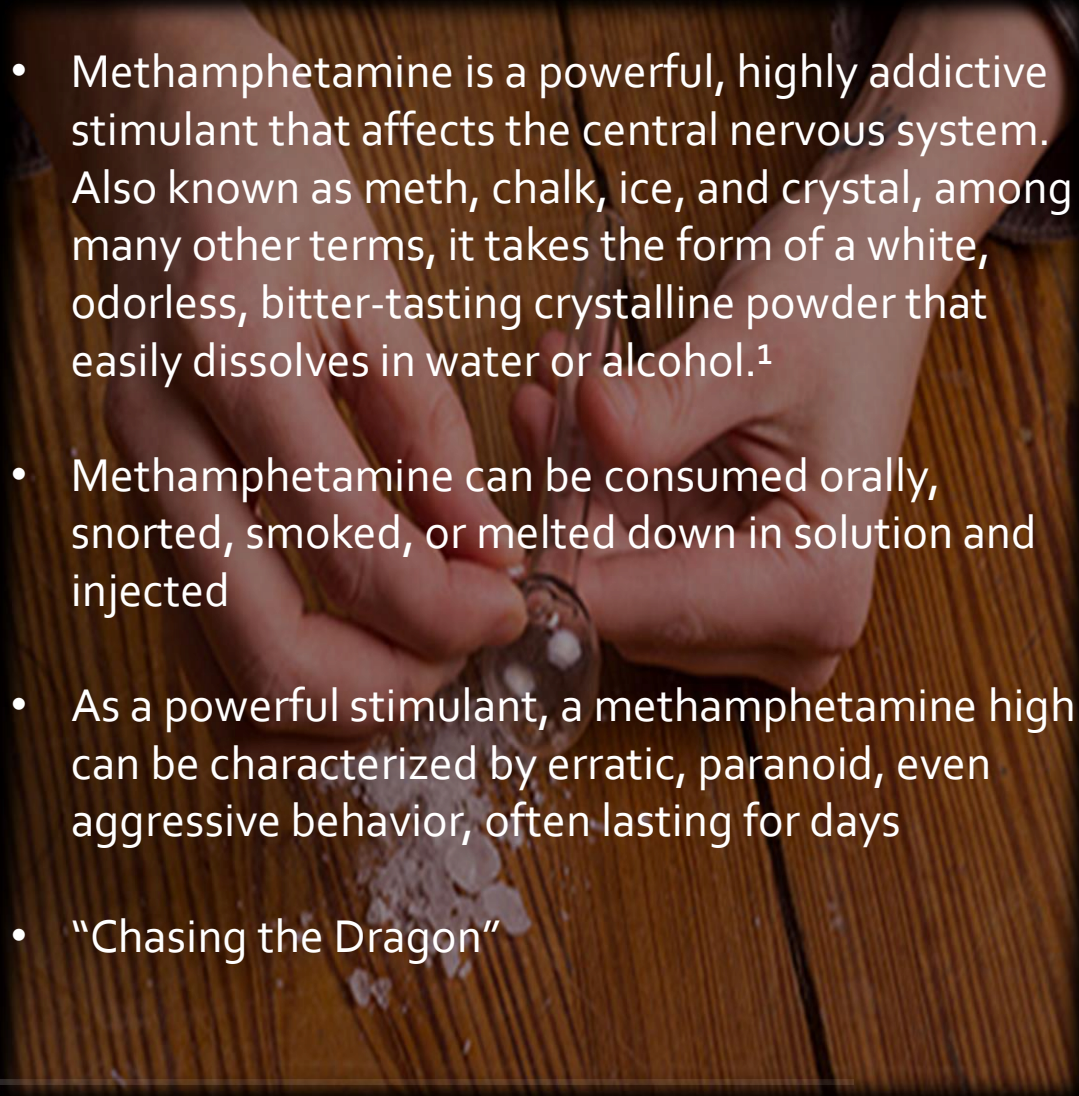 • Methamphetamine is a powerful, highly addictive
stimulant that affects the central nervous system.
Also known as meth, chalk, ice, and crystal, among
many other terms, it takes the form of a white,
odorless, bitter-tasting crystalline powder that
easily dissolves in water or alcohol.¹
• Methamphetamine can be consumed orally,
snorted, smoked, or melted down in solution and
injected
• As a powerful stimulant, a methamphetamine high
can be characterized by erratic, paranoid, even
aggressive behavior, often lasting for days
• “Chasing the Dragon”